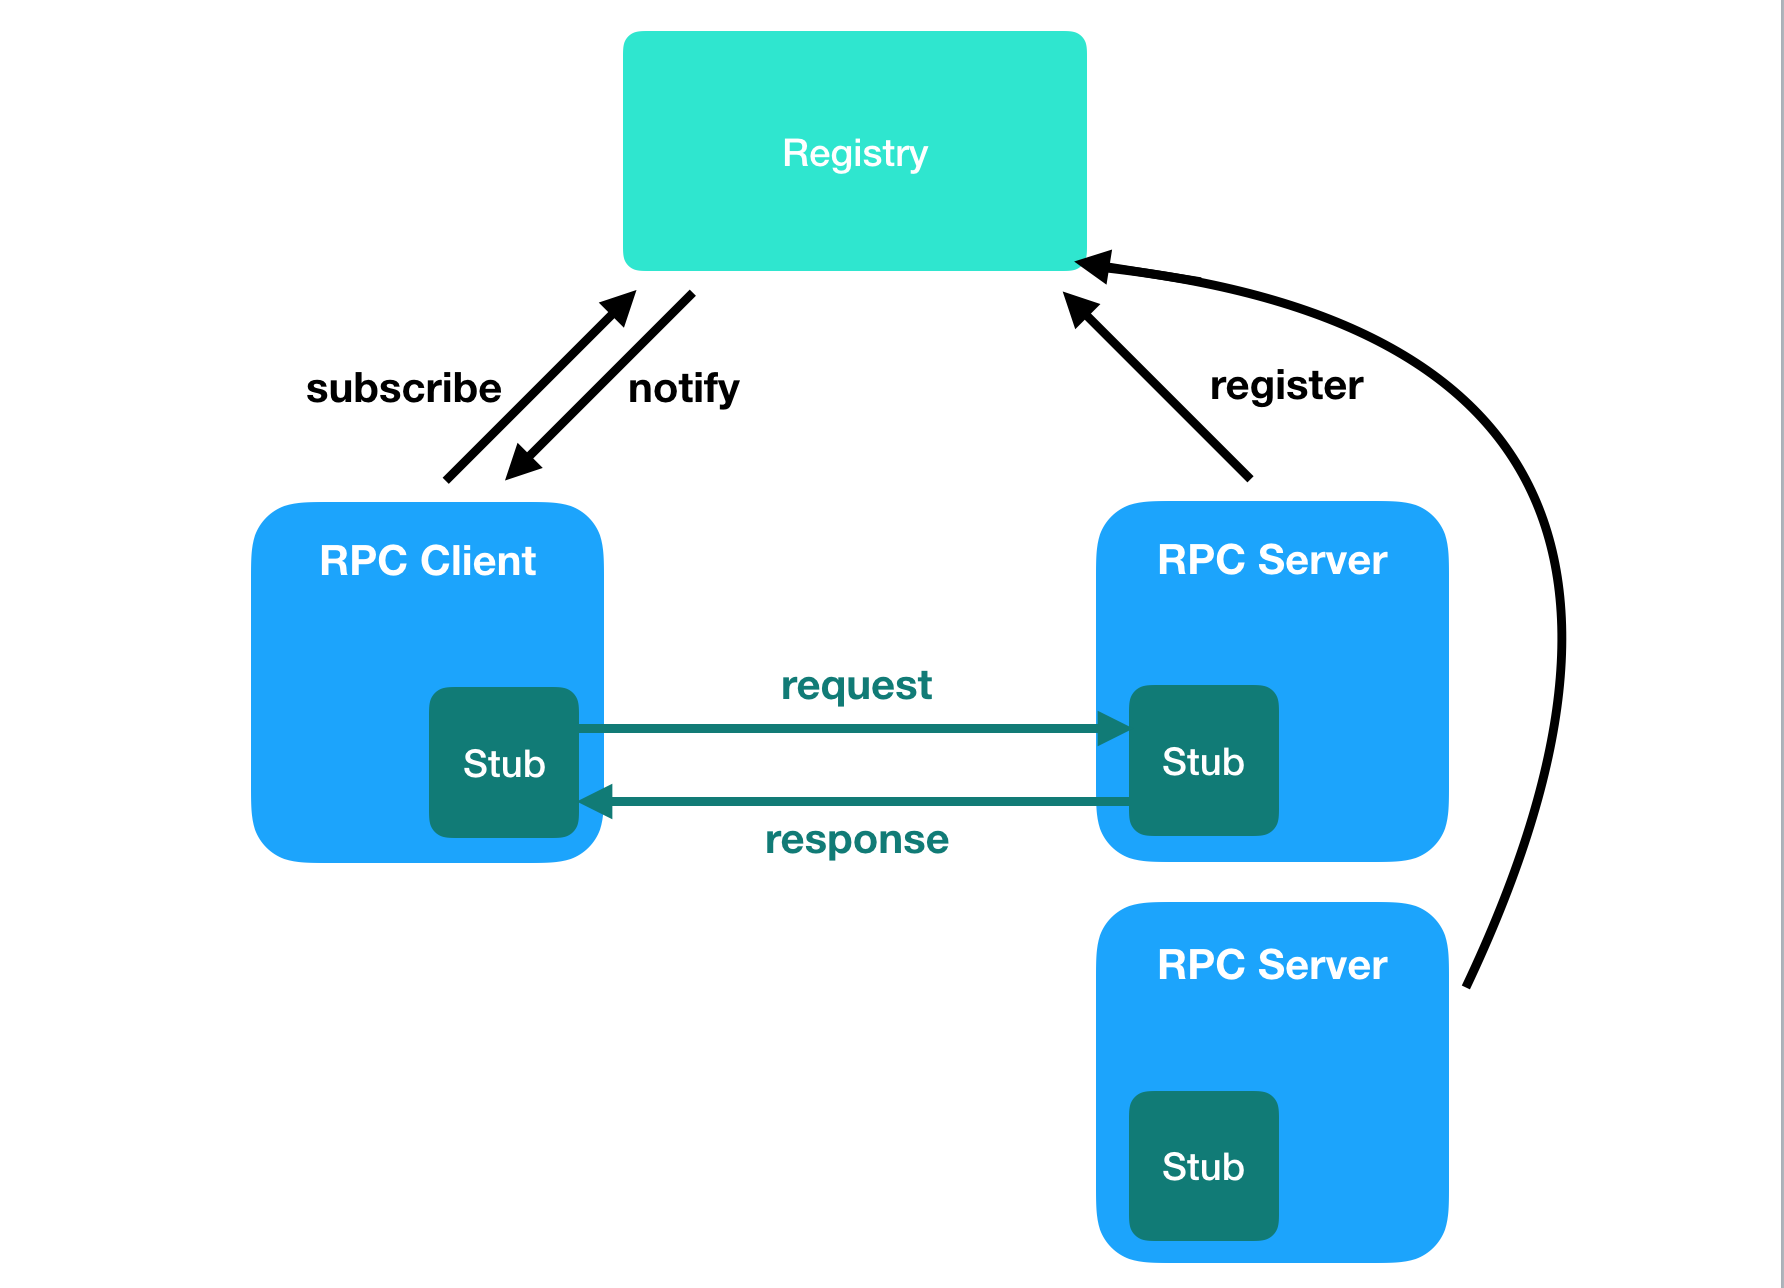 Registry
subscribe
notify
register
RPC Client
RPC Server
request
Stub
Stub
response
RPC Server
Stub